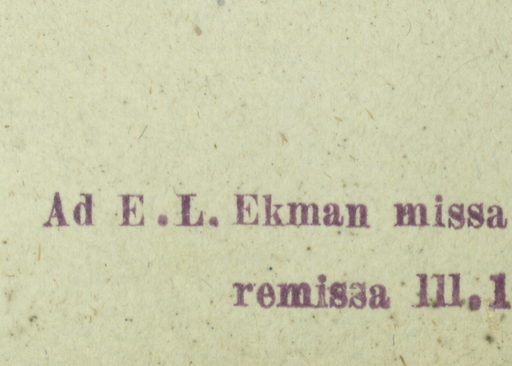 Ad E.L. Ekman missa
remissa III.1